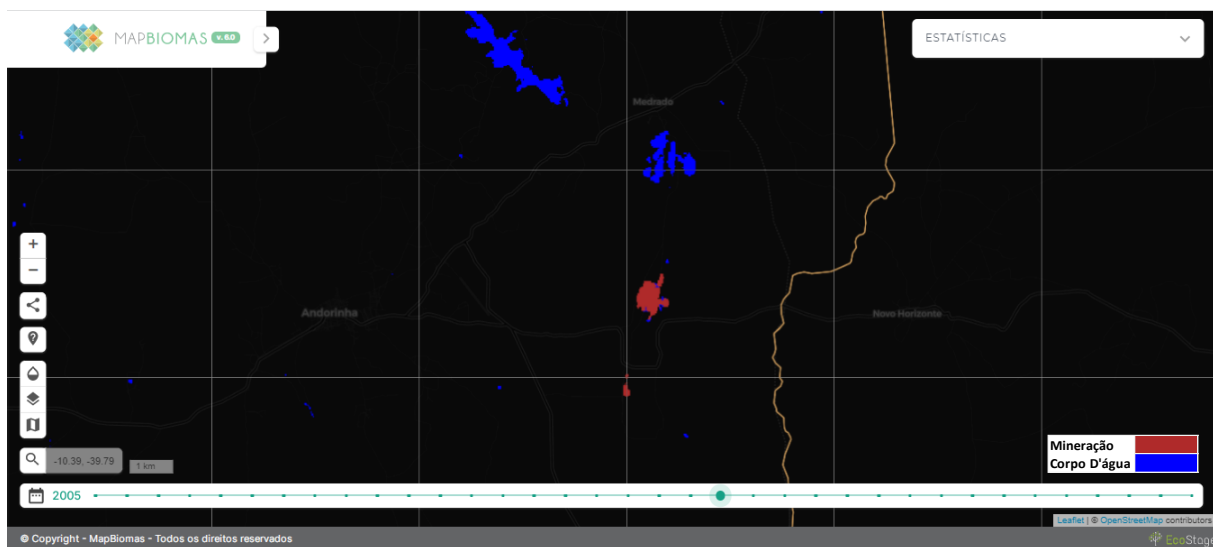 MAPBIOMAS v. 6.0
ESTATÍSTICAS
Medrado
Andorinha
Novo Horizonte
Mineração
Corpo D'água
-10.39, -39.79
1 km
2005
Leaflet | © OpenStreetMap contributors
© Copyright - MapBiomas - Todos os direitos reservados
EcoStage